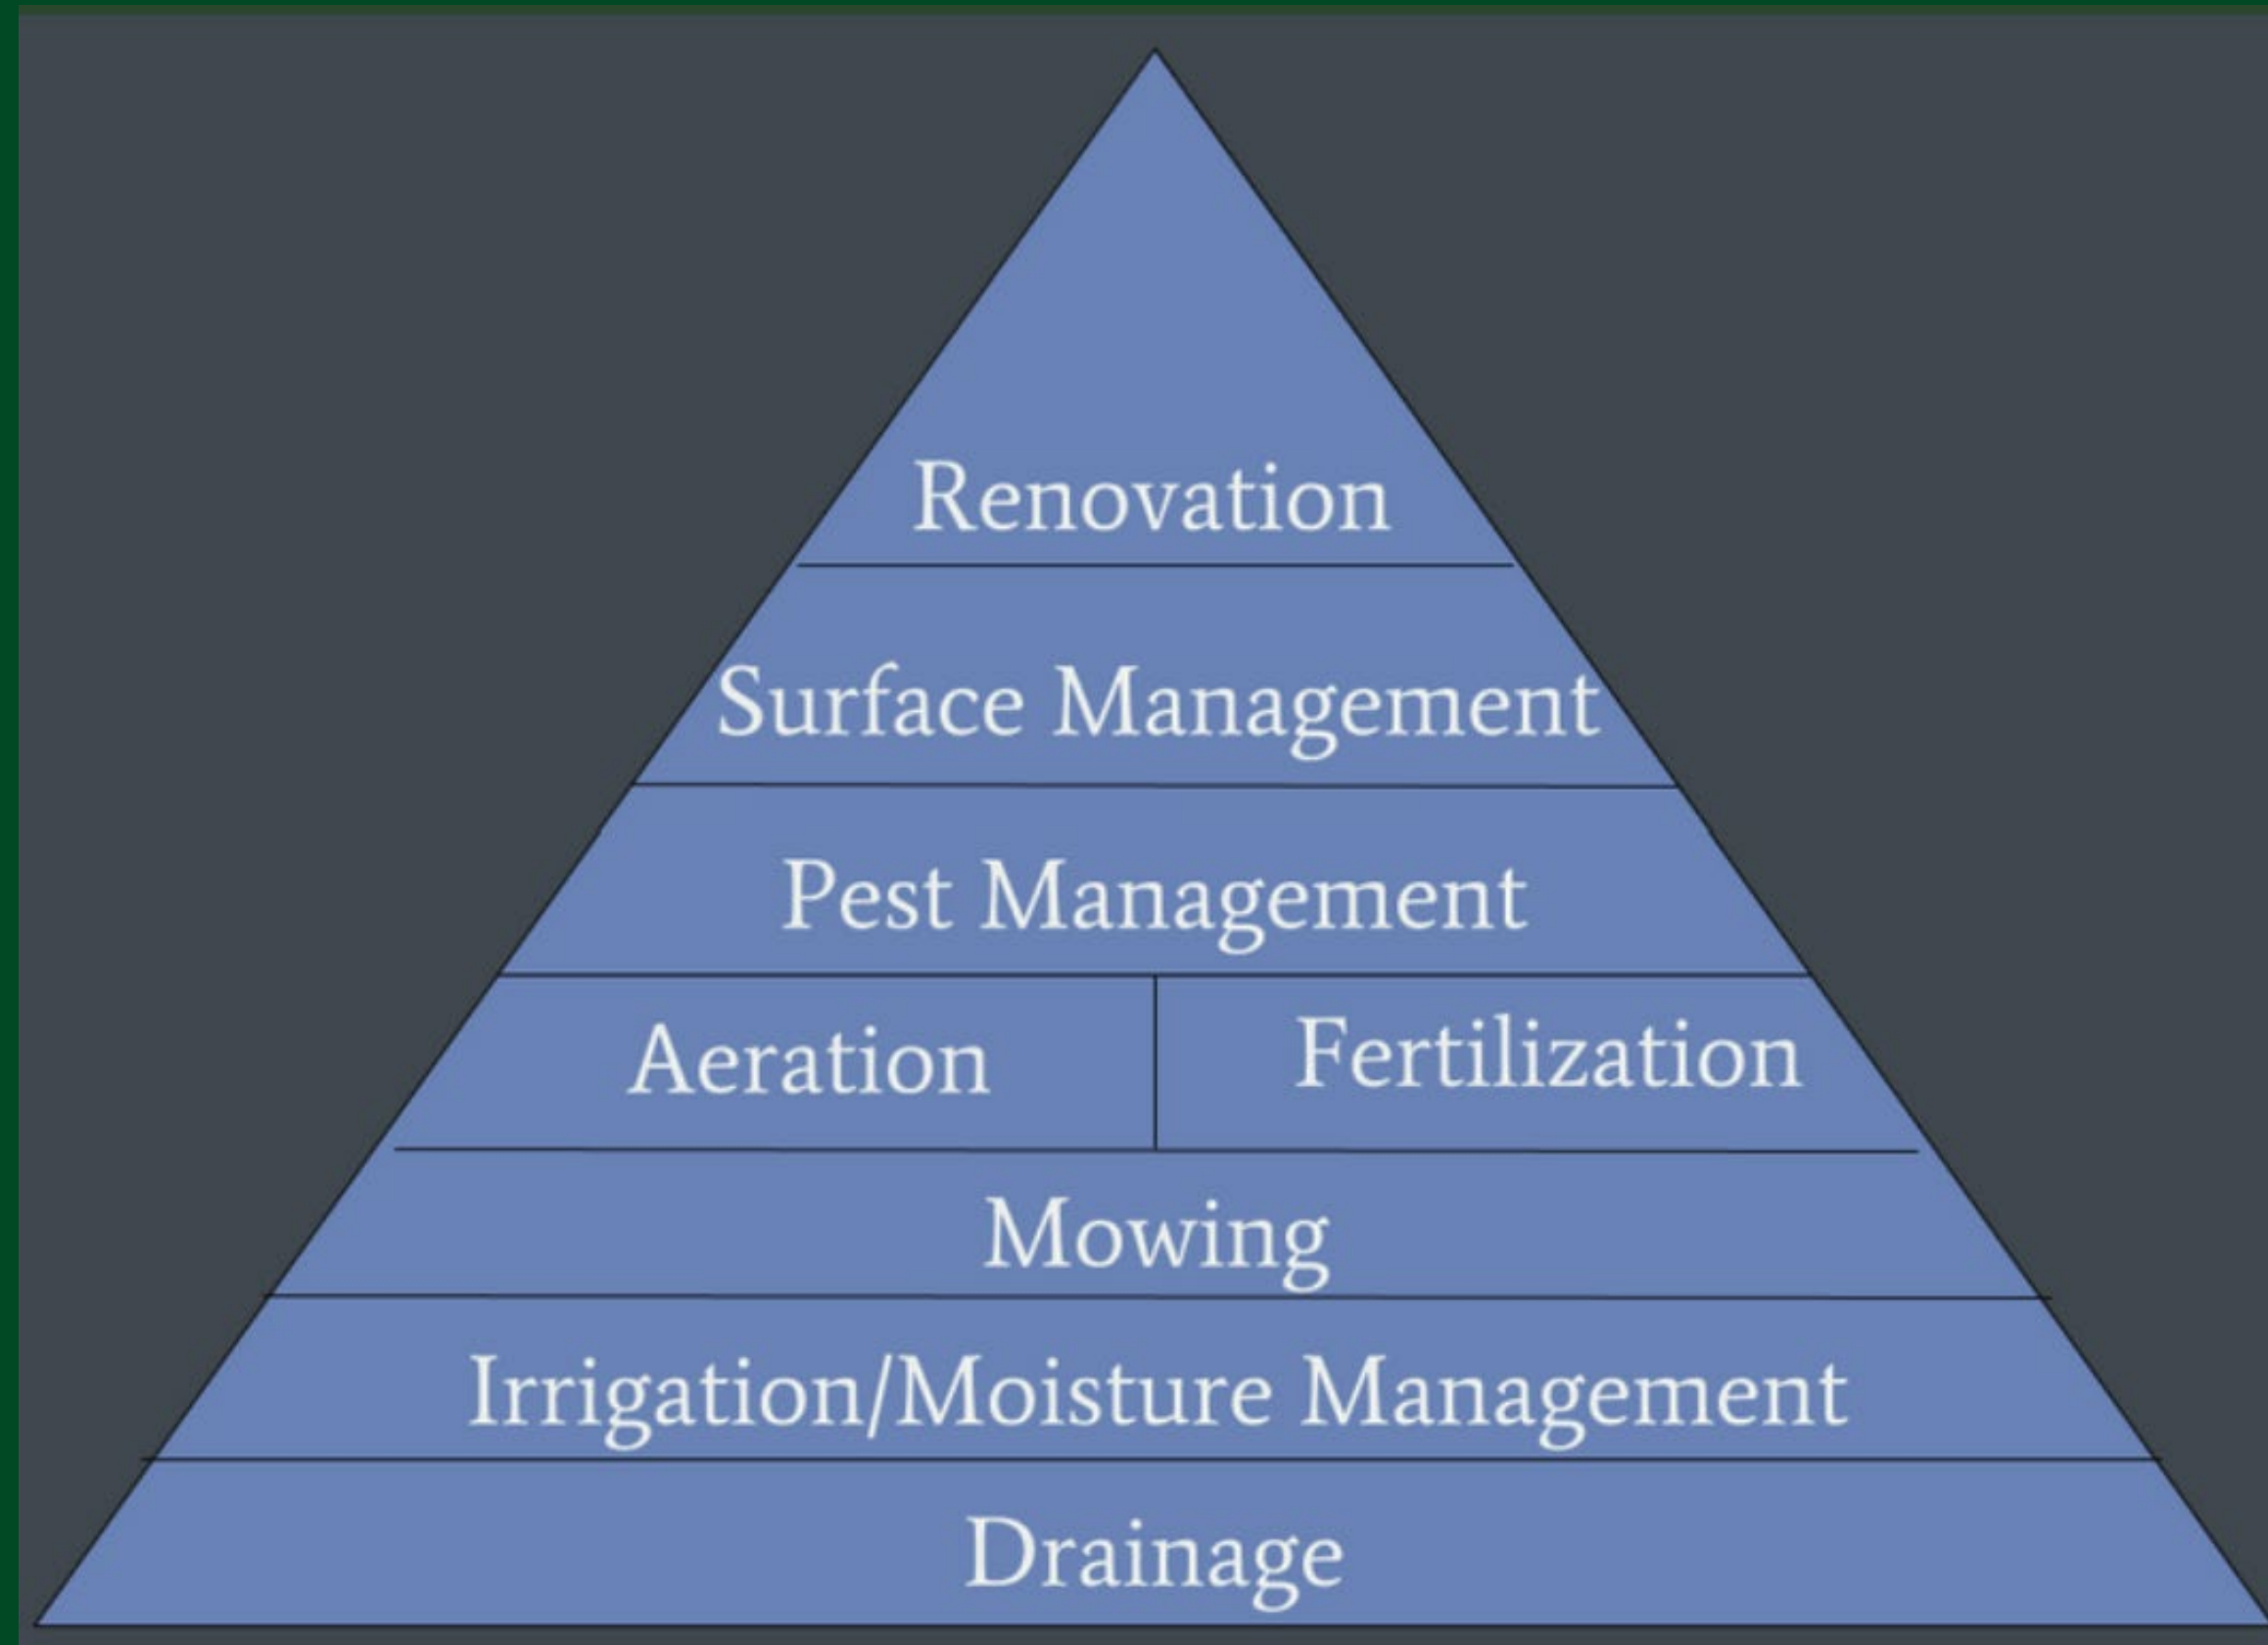 Renovation
Surface Management
Pest Management
Aeration Fertilization
Mowing
Irrigation/Moisture Management
Drainage